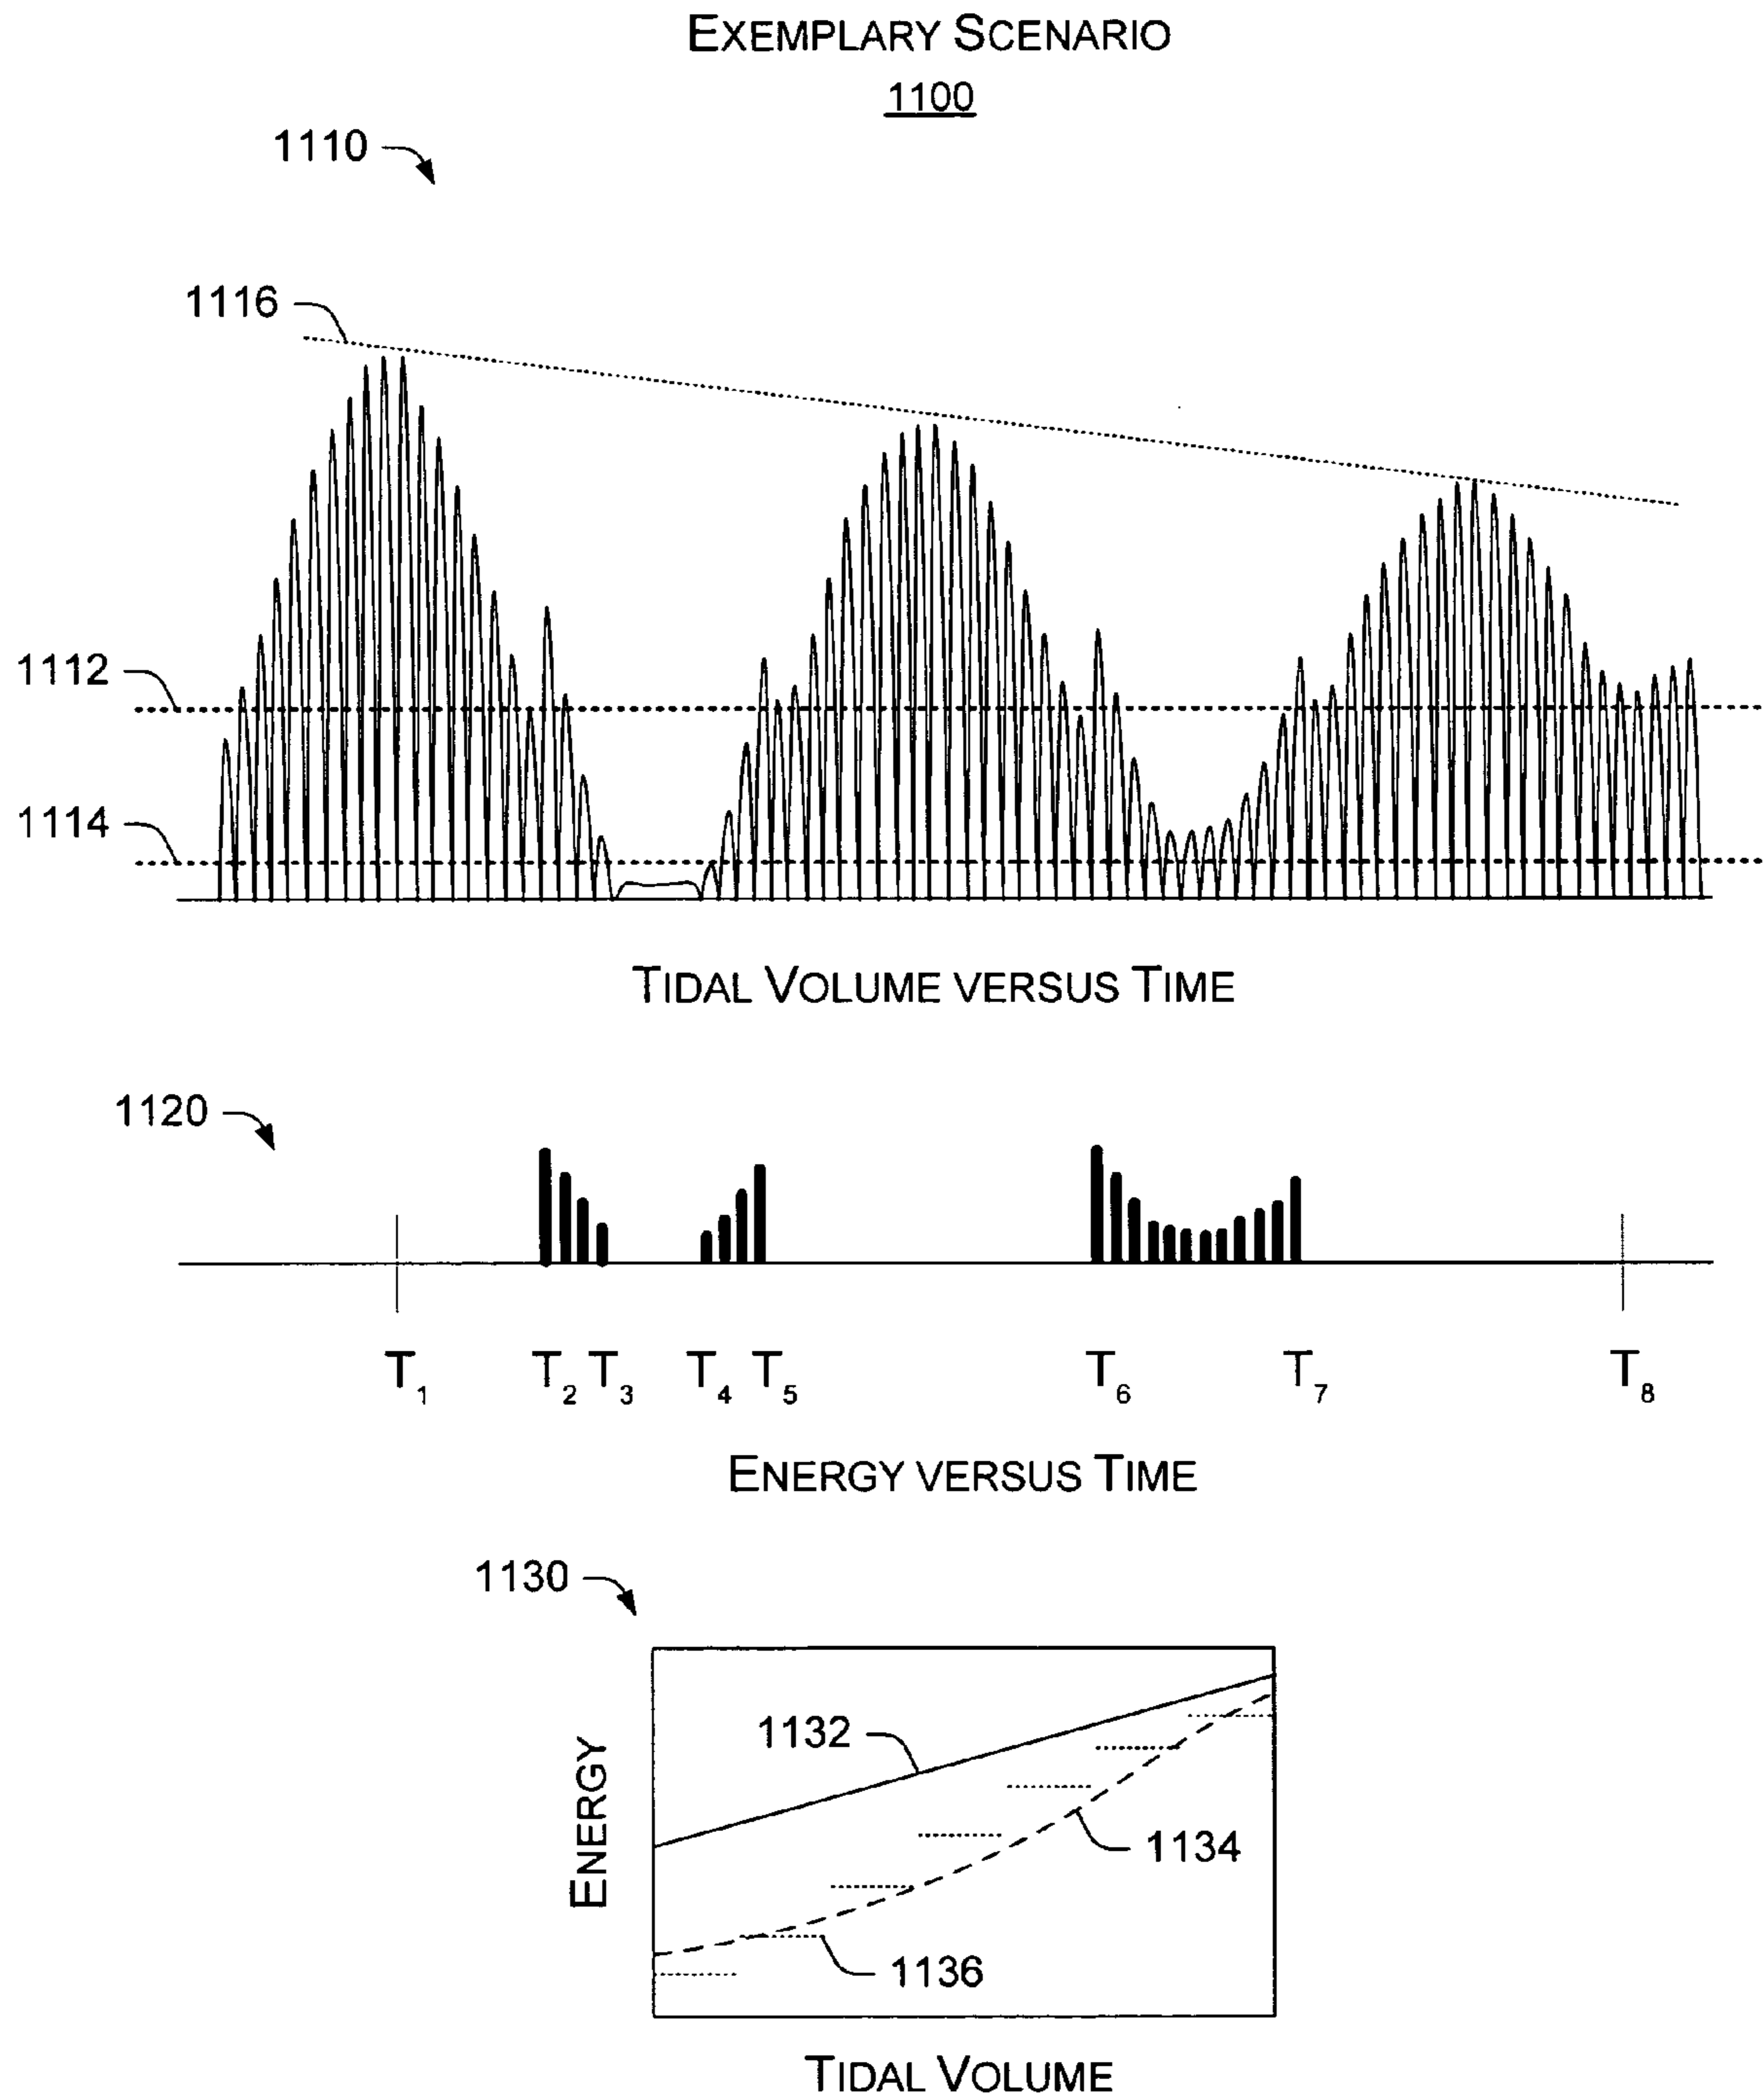 EXEMPLARY SCENARIO
1100
1110
1116
1112
1114
TIDAL VOLUME VERSUS TIME
1120
T1 T2 T3 T4 T5 T6 T7 T8
ENERGY VERSUS TIME
1130
1132
ENERGY
1134
1136
TIDAL VOLUME